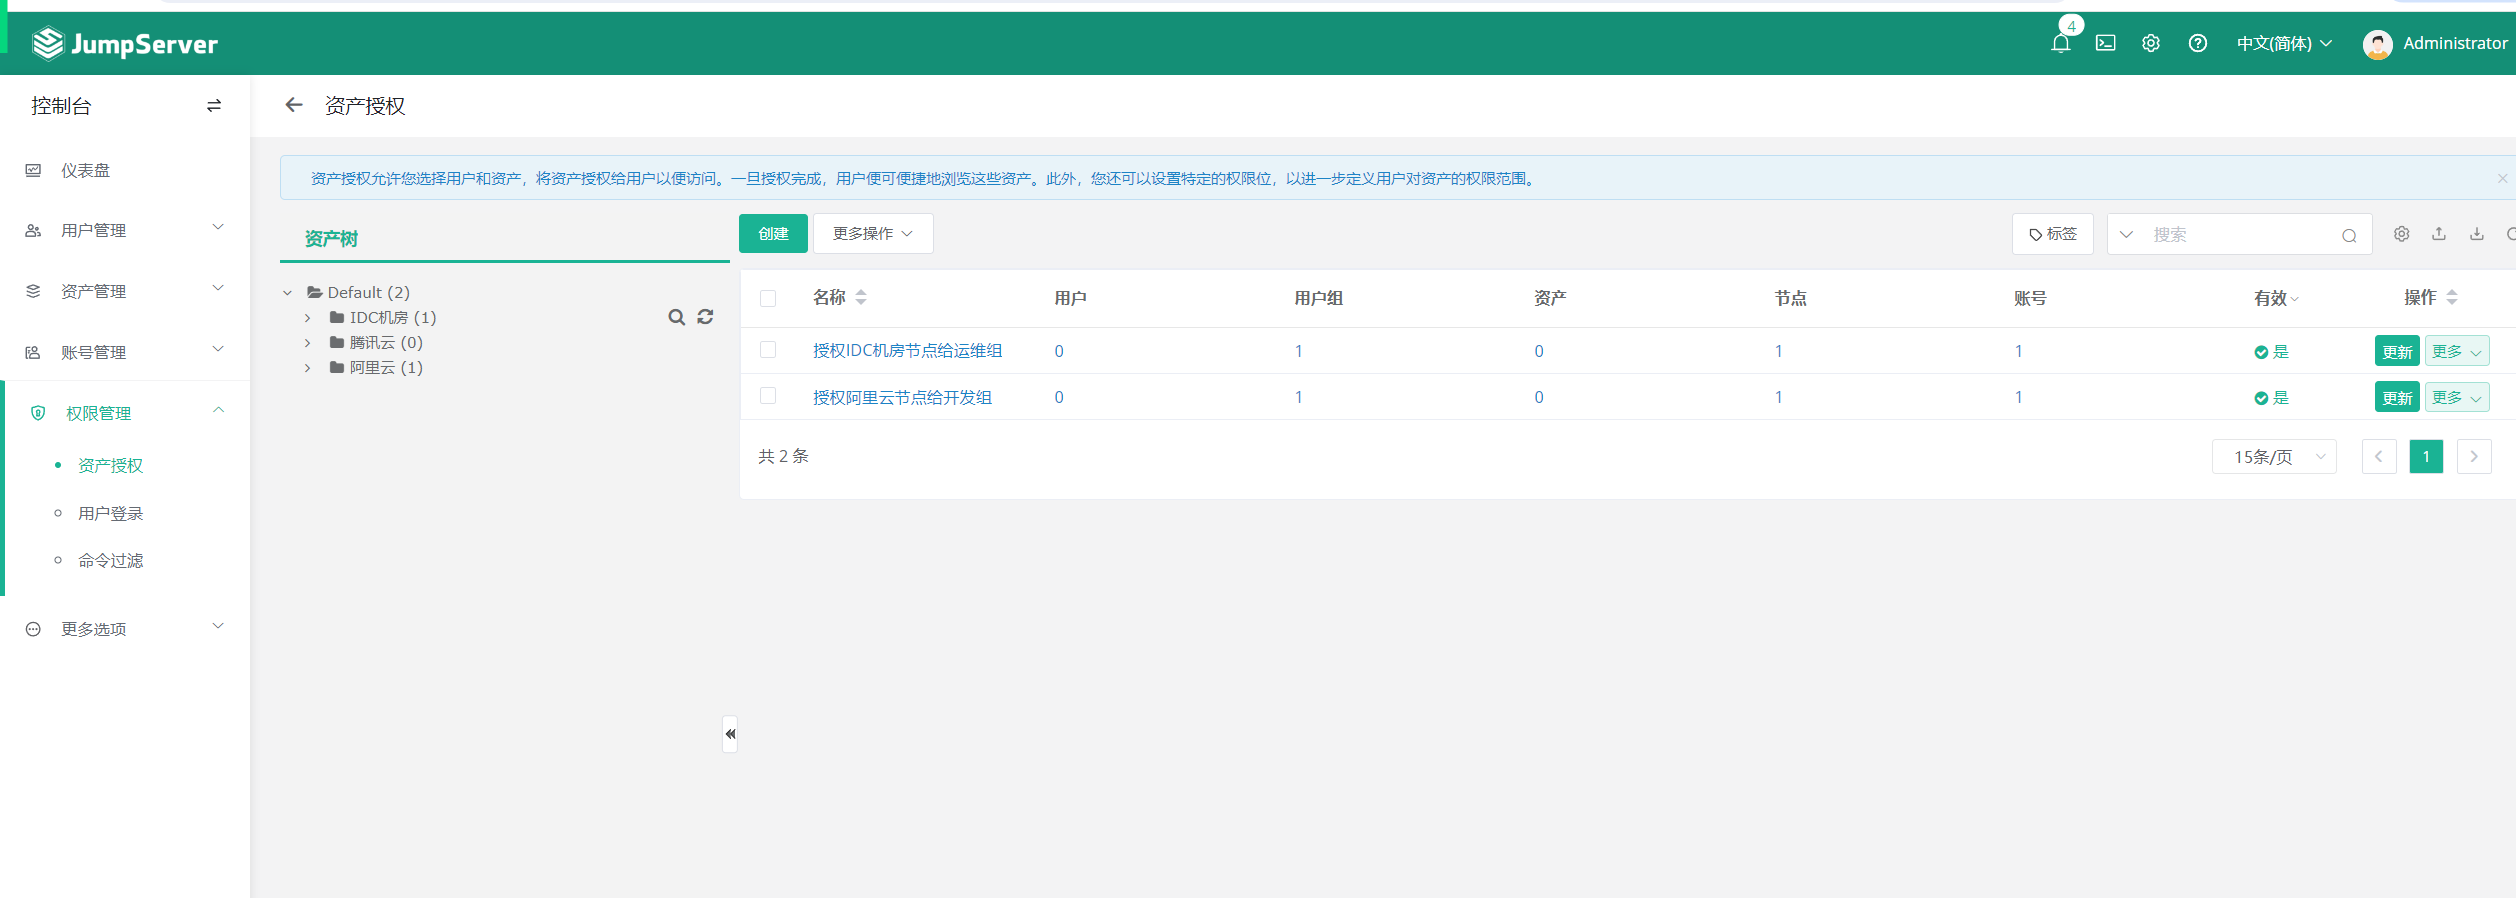 JumpServer
4
中文(简体)
Administrator
控制台
资产授权
仪表盘
用户管理
资产管理
账号管理
权限管理
资产授权
用户登录
命令过滤
更多选项
资产授权允许您选择用户和资产，将资产授权给用户以便访问。一旦授权完成，用户便可便捷地浏览这些资产。此外，您还可以设置特定的权限位，以进一步定义用户对资产的权限范围。
资产树
Default (2)
IDC机房 (1)
腾讯云 (0)
阿里云 (1)
创建 更多操作 标签 搜索
名称 用户 用户组 资产 节点 账号 有效 操作
授权IDC机房节点给运维组 0 1 0 1 1 是 更新 更多
授权阿里云节点给开发组 0 1 0 1 1 是 更新 更多
共 2 条 15条/页 1